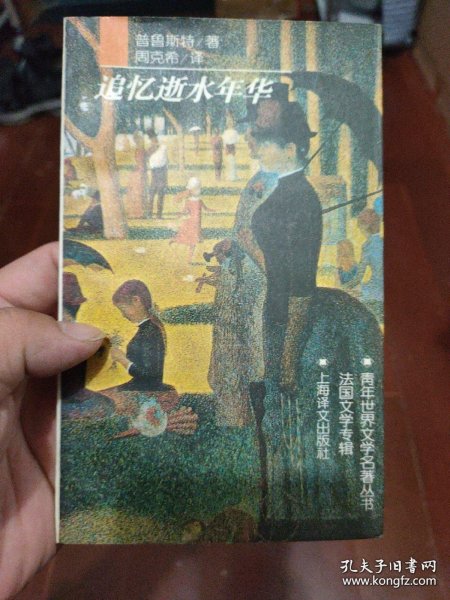 普鲁斯特/著
周克希/译
追忆逝水年华
青年世界文学名著丛书
法国文学专辑
上海译文出版社
孔夫子旧书网
www.kongfz.com